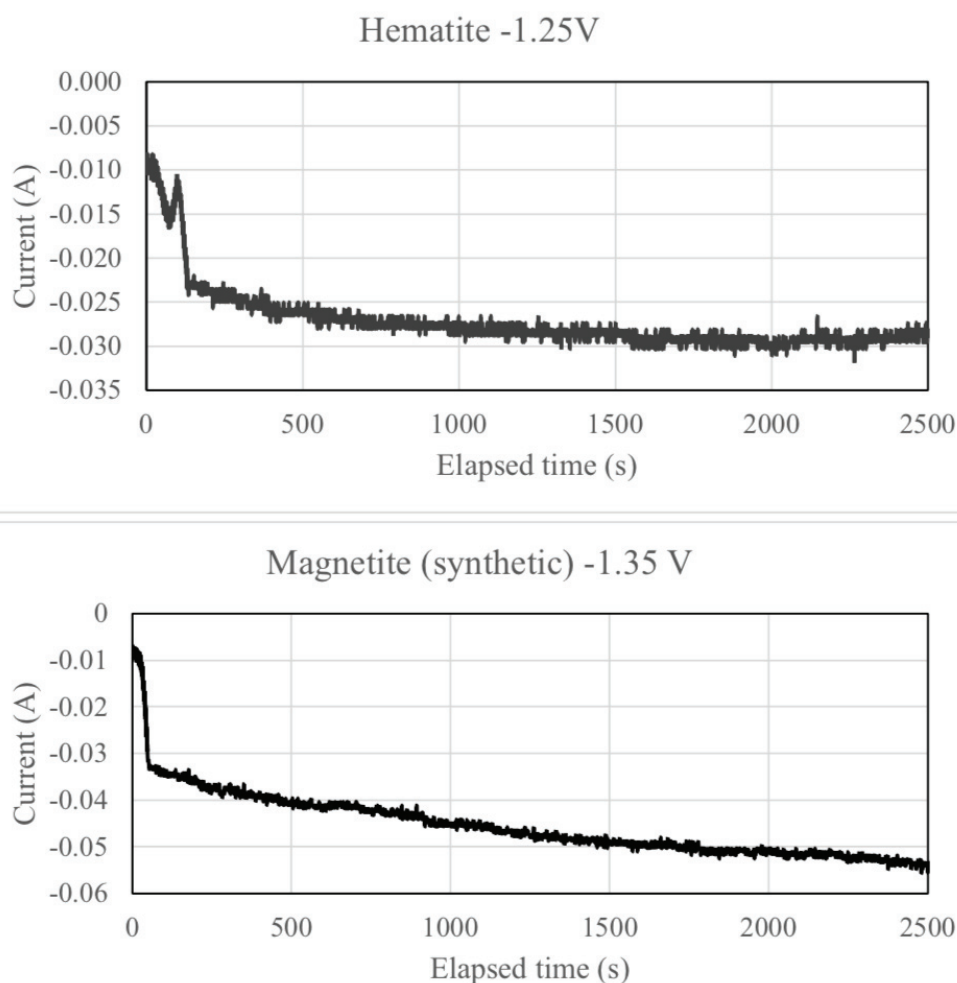 Hematite -1.25V
0.000
-0.005
-0.010
-0.015
-0.020
-0.025
-0.030
-0.035
Current (A)
0 500 1000 1500 2000 2500
Elapsed time (s)
Magnetite (synthetic) -1.35 V
0
-0.01
-0.02
-0.03
-0.04
-0.05
-0.06
Current (A)
0 500 1000 1500 2000 2500
Elapsed time (s)